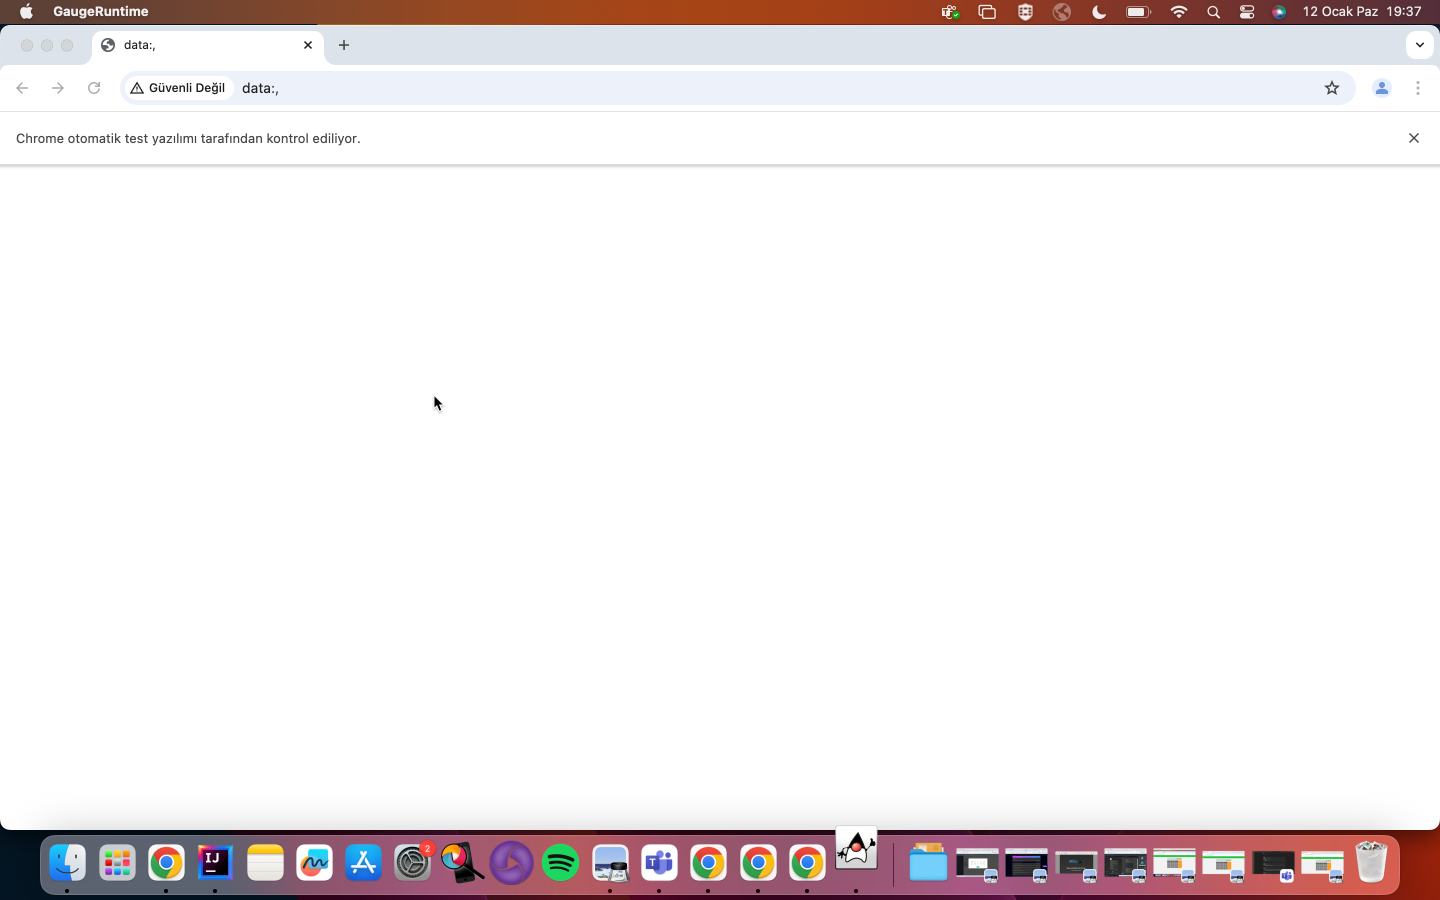 GaugeRuntime
12 Ocak Paz 19:37
data:,
Güvenli Değil
data:,
Chrome otomatik test yazılımı tarafından kontrol ediliyor.
IJ
2